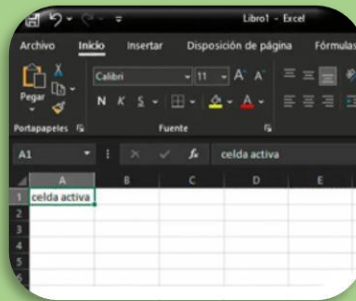 Libro1 - Excel
Archivo Inicio Insertar Disposición de página Fórmulas
Pegar
Calibri 11 A A
N K S A
Portapapeles Fuente
A1 fx celda activa
A B C D E
1 celda activa
2
3
4
5